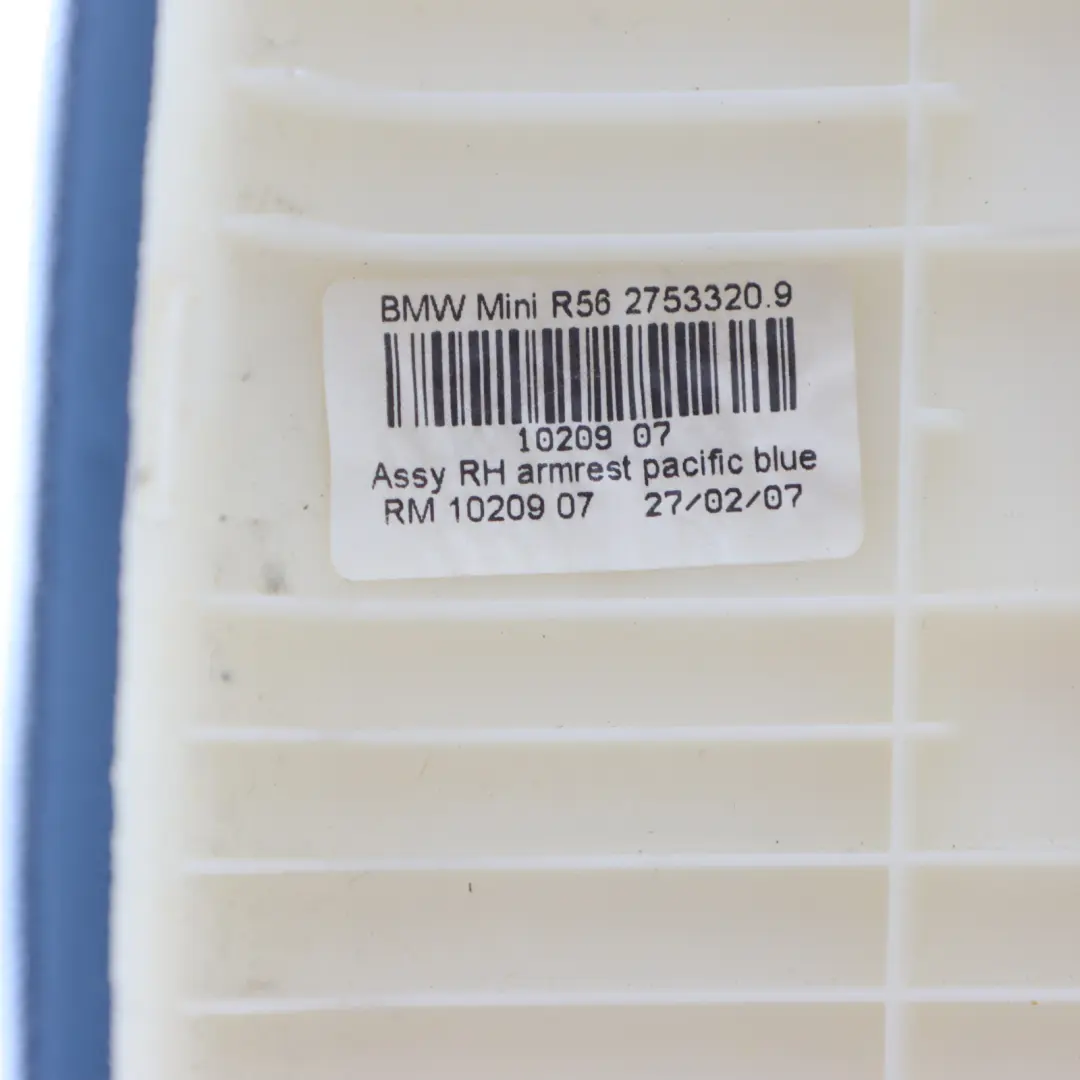 BMW Mini R56 2753320.9
10209 07
Assy RH armrest pacific blue
RM 10209 07 27/02/07